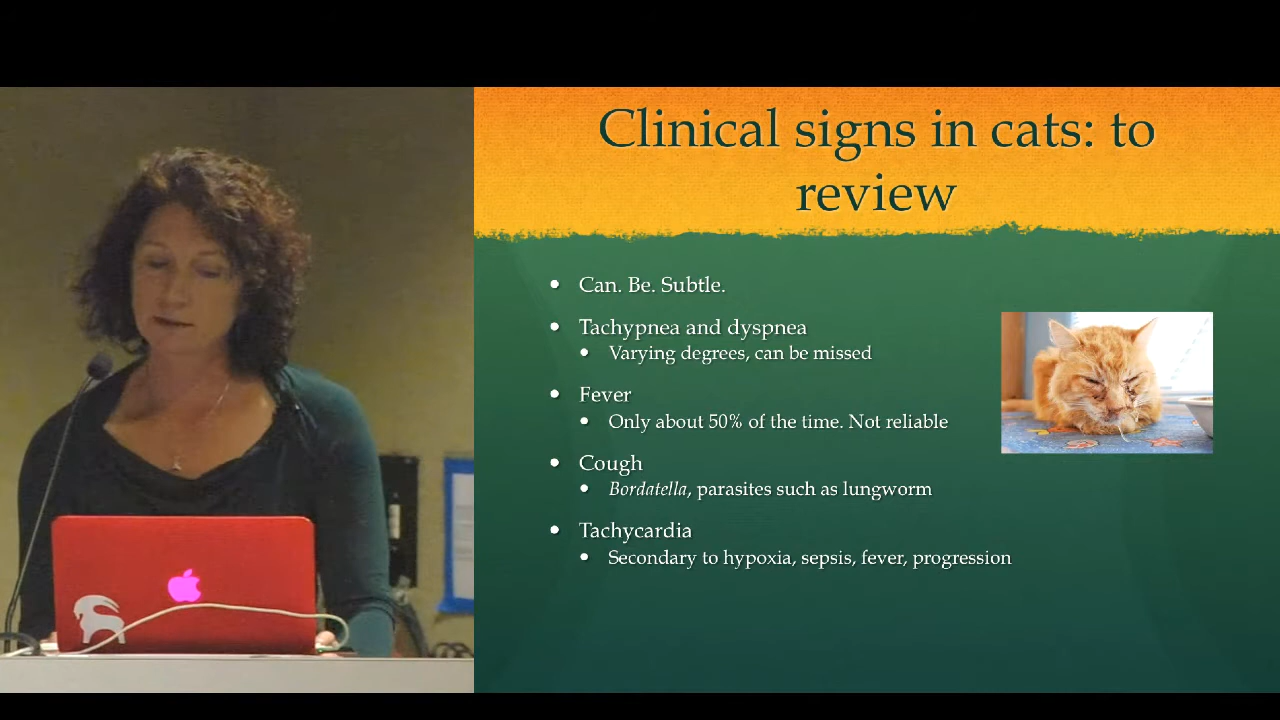 Clinical signs in cats: to
review
• Can. Be. Subtle.
• Tachypnea and dyspnea
• Varying degrees, can be missed
• Fever
• Only about 50% of the time. Not reliable
• Cough
• Bordatella, parasites such as lungworm
• Tachycardia
• Secondary to hypoxia, sepsis, fever, progression